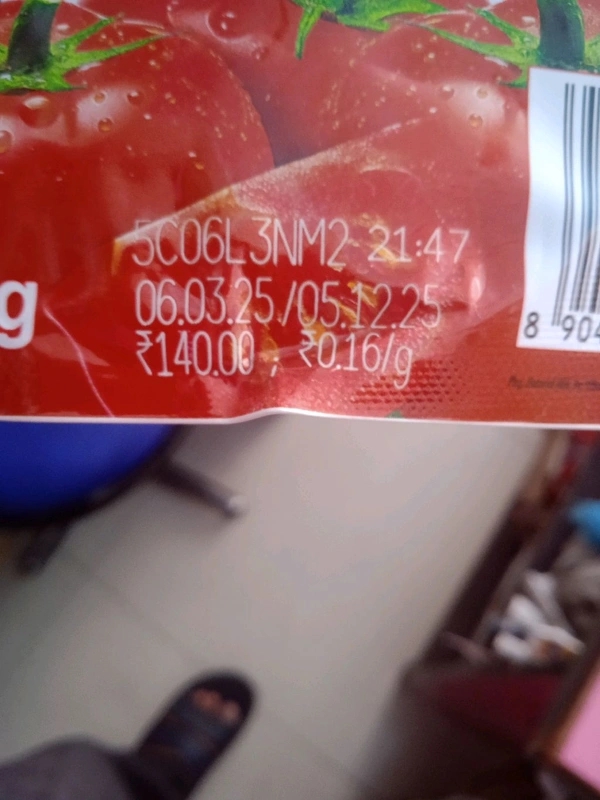 5C06L3NM2 21:47
06.03.25/05.12.25
₹140.00 ; ₹0.16/g
g
8 904